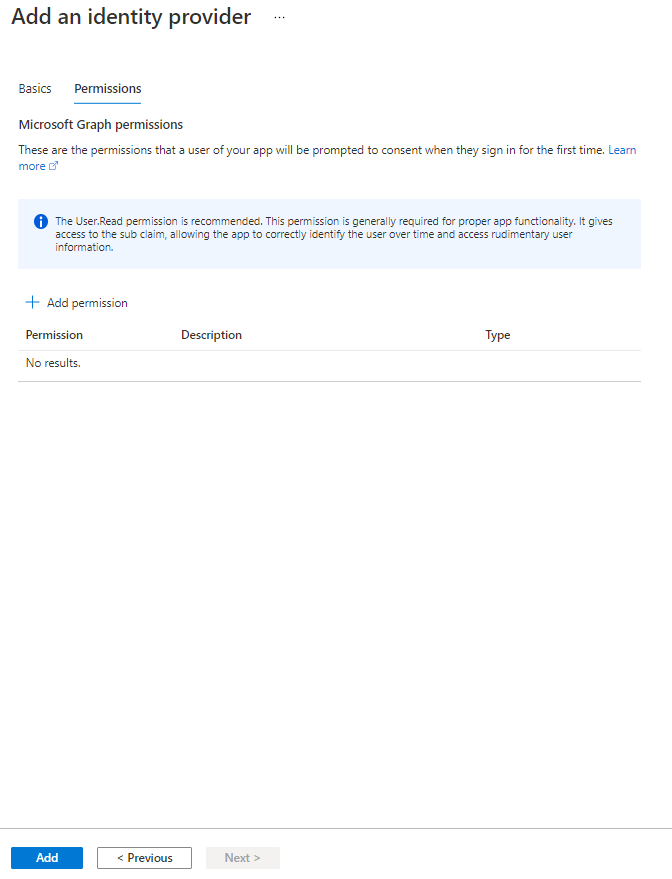 Add an identity provider ...
Basics Permissions
Microsoft Graph permissions
These are the permissions that a user of your app will be prompted to consent when they sign in for the first time. Learn
more
The User.Read permission is recommended. This permission is generally required for proper app functionality. It gives
access to the sub claim, allowing the app to correctly identify the user over time and access rudimentary user
information.
Add permission
Permission Description Type
No results.
Add < Previous Next >